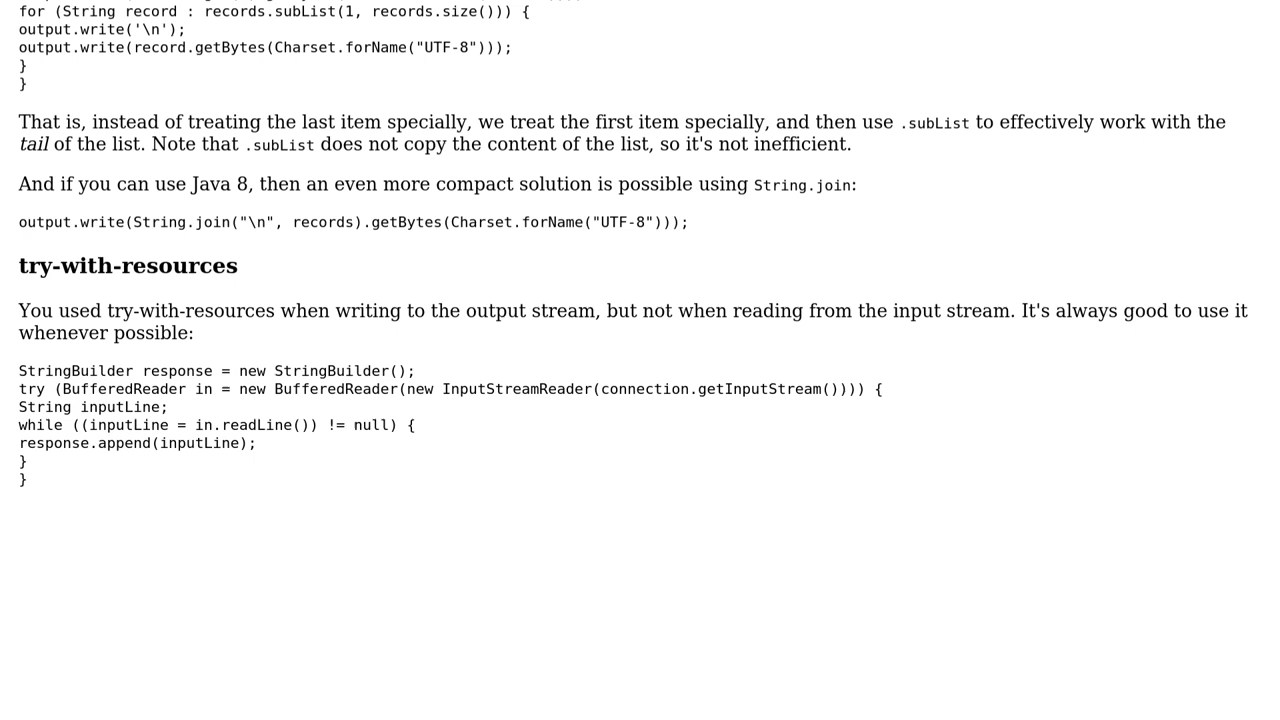 for (String record : records.subList(1, records.size())) {
output.write('\n');
output.write(record.getBytes(Charset.forName("UTF-8")));
}
}
That is, instead of treating the last item specially, we treat the first item specially, and then use .subList to effectively work with the
tail of the list. Note that .subList does not copy the content of the list, so it's not inefficient.
And if you can use Java 8, then an even more compact solution is possible using String.join:
output.write(String.join("\n", records).getBytes(Charset.forName("UTF-8")));
try-with-resources
You used try-with-resources when writing to the output stream, but not when reading from the input stream. It's always good to use it
whenever possible:
StringBuilder response = new StringBuilder();
try (BufferedReader in = new BufferedReader(new InputStreamReader(connection.getInputStream()))) {
String inputLine;
while ((inputLine = in.readLine()) != null) {
response.append(inputLine);
}
}